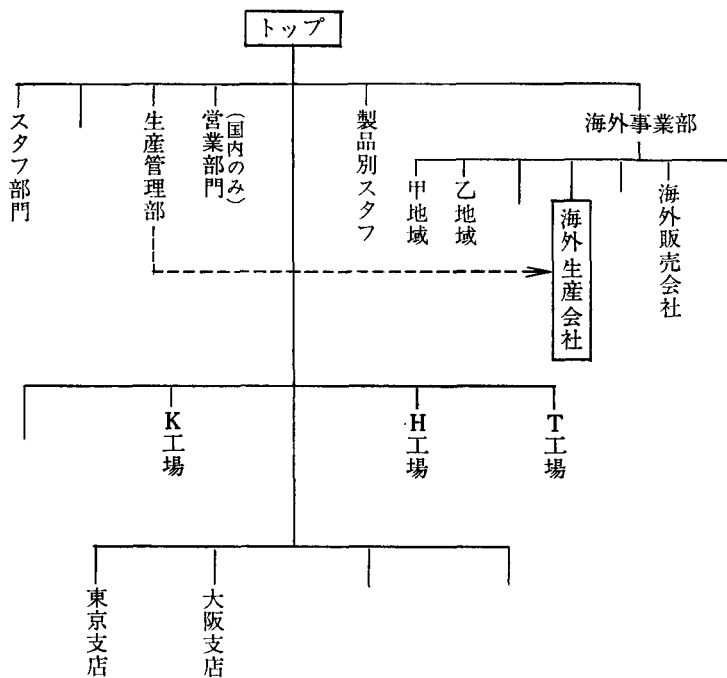 トップ
スタフ部門
生産管理部
営業部門
(国内のみ)
製品別スタフ
海外事業部
甲地域
乙地域
海外生産会社
海外販売会社
K工場
H工場
T工場
東京支店
大阪支店